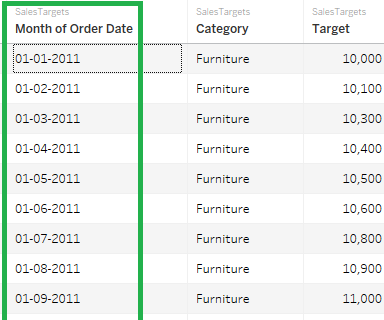 SalesTargets SalesTargets SalesTargets
Month of Order Date Category Target
01-01-2011 Furniture 10,000
01-02-2011 Furniture 10,100
01-03-2011 Furniture 10,300
01-04-2011 Furniture 10,400
01-05-2011 Furniture 10,500
01-06-2011 Furniture 10,600
01-07-2011 Furniture 10,800
01-08-2011 Furniture 10,900
01-09-2011 Furniture 11,000